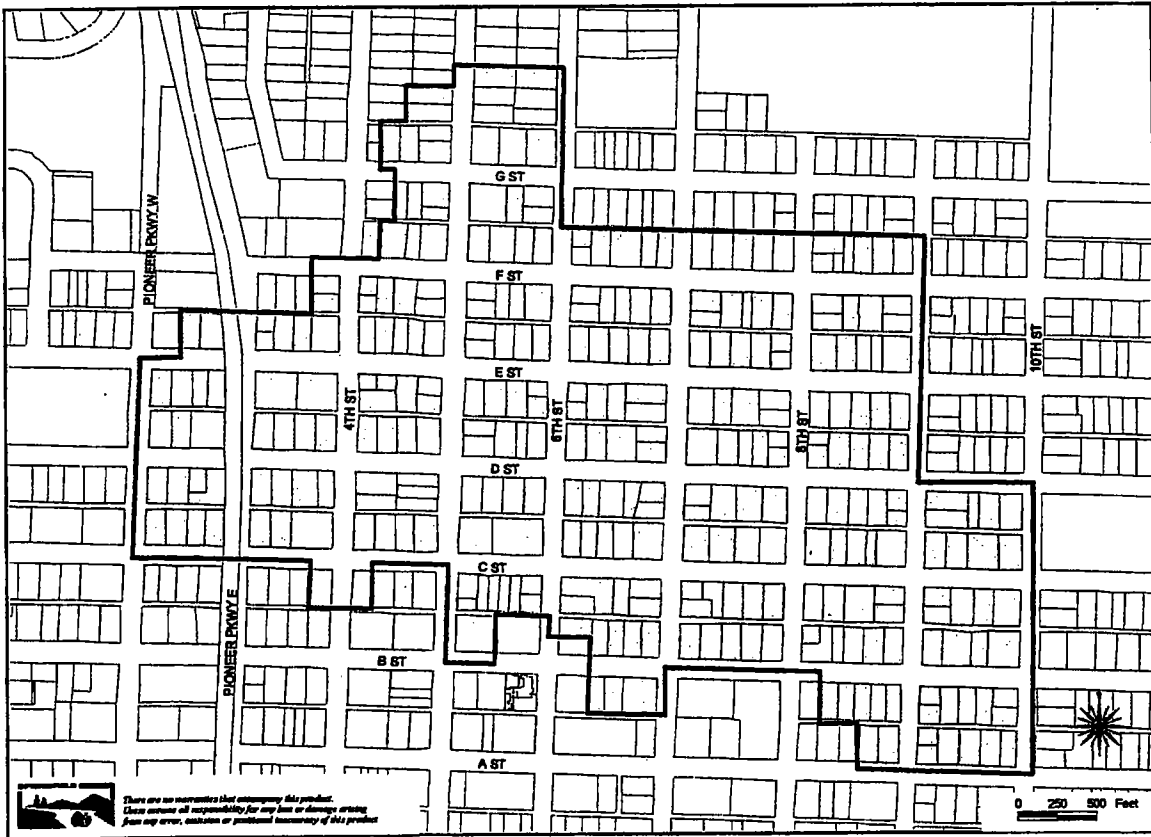 G ST
PIONEER PKWY W
F ST
10TH ST
E ST
4TH ST
6TH ST
8TH ST
D ST
C ST
PIONEER PKWY E
B ST
A ST
There are no warranties that accompany this product.
Users assume all responsibility for any loss or damage arising
from any error, omission or positional inaccuracy of this product
0 250 500 Feet